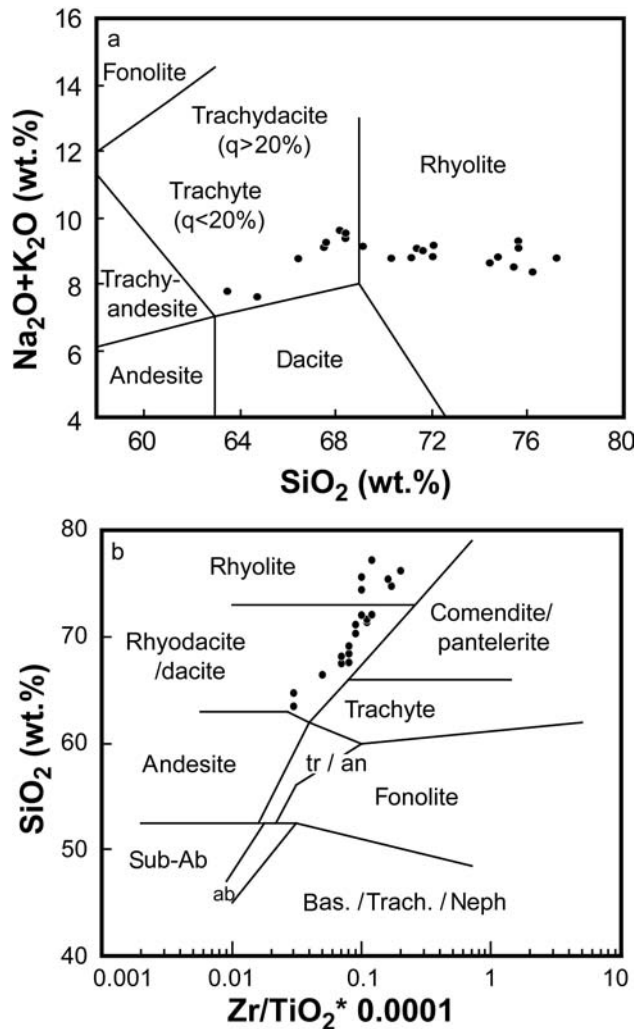 a
16
14
12
10
8
6
4
Na₂O+K₂O (wt.%)
Fonolite
Trachydacite
(q>20%)
Rhyolite
Trachyte
(q<20%)
Trachy-
andesite
Dacite
Andesite
60
64
68
72
76
80
SiO₂ (wt.%)
b
80
70
60
50
40
SiO₂ (wt.%)
Rhyolite
Comendite/
pantelerite
Rhyodacite
/dacite
Trachyte
Andesite
tr / an
Fonolite
Sub-Ab
ab
Bas. /Trach. / Neph
0.001
0.01
0.1
1
10
Zr/TiO₂* 0.0001